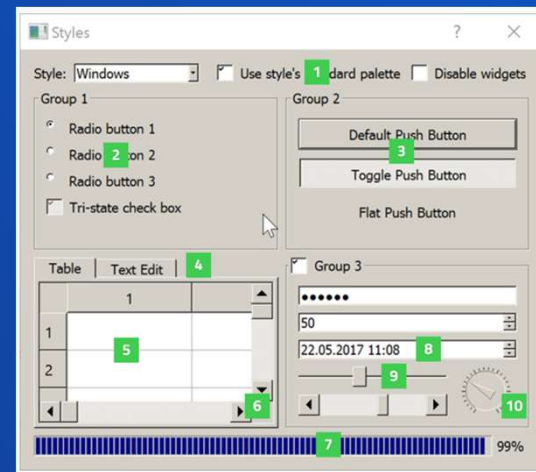 Styles ? ×
Style: Windows Use style's 1 dard palette Disable widgets
Group 1
Radio button 1
Radio 2 on 2
Radio button 3
Tri-state check box
Group 2
Default Push Button
3
Toggle Push Button
Flat Push Button
Table Text Edit 4
1
1
5
2
6
Group 3
●●●●●●
50
22.05.2017 11:08 8
9
10
7 99%